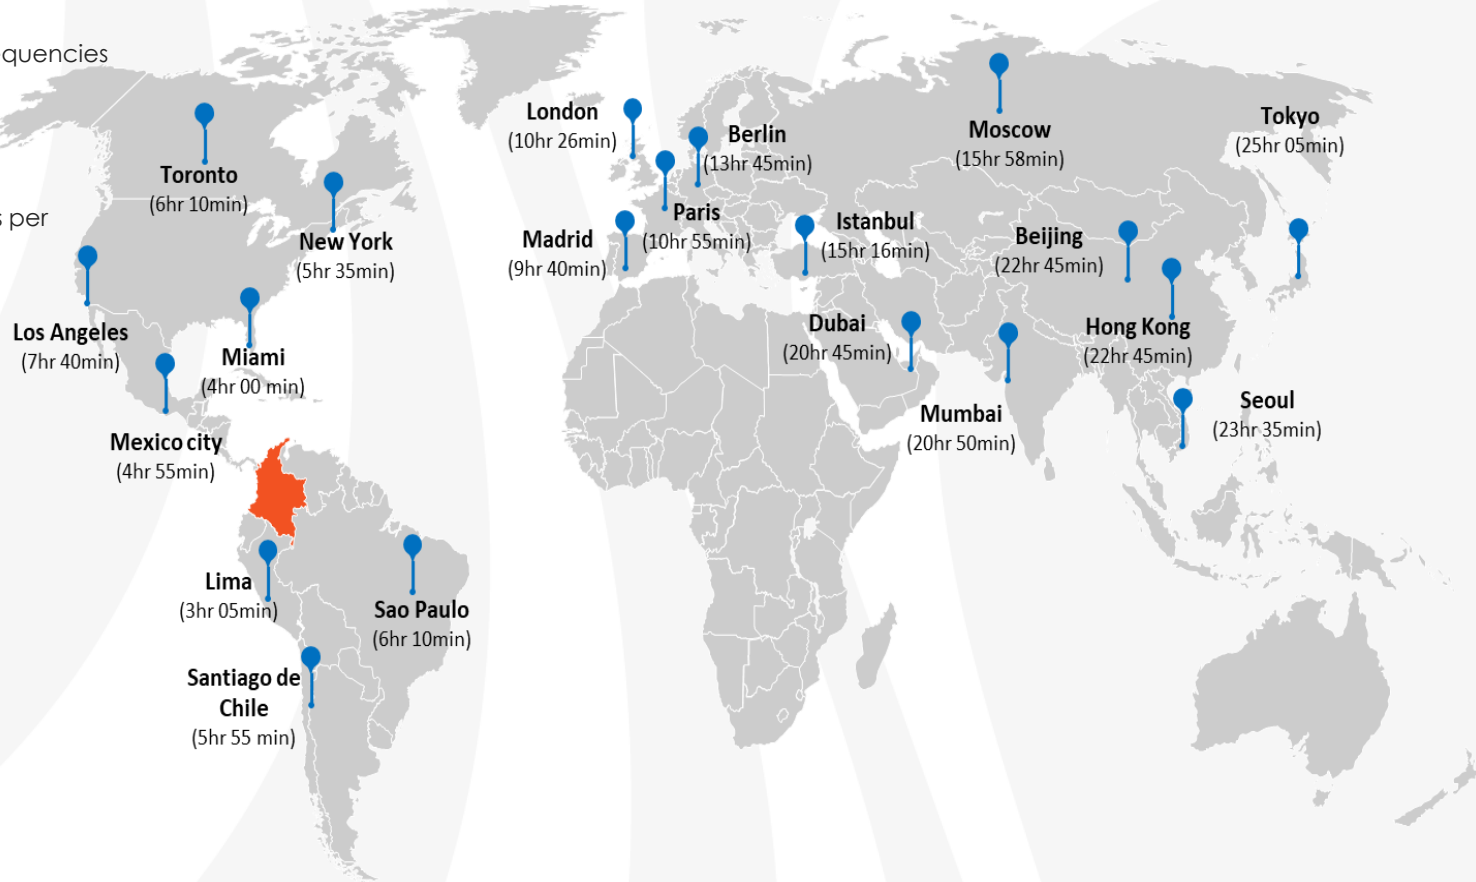 quencies
s per
Toronto
(6hr 10min)
New York
(5hr 35min)
Los Angeles
(7hr 40min)
Miami
(4hr 00 min)
Mexico city
(4hr 55min)
Lima
(3hr 05min)
Sao Paulo
(6hr 10min)
Santiago de
Chile
(5hr 55 min)
London
(10hr 26min)
Berlin
(13hr 45min)
Paris
(10hr 55min)
Madrid
(9hr 40min)
Istanbul
(15hr 16min)
Moscow
(15hr 58min)
Tokyo
(25hr 05min)
Beijing
(22hr 45min)
Hong Kong
(22hr 45min)
Dubai
(20hr 45min)
Mumbai
(20hr 50min)
Seoul
(23hr 35min)